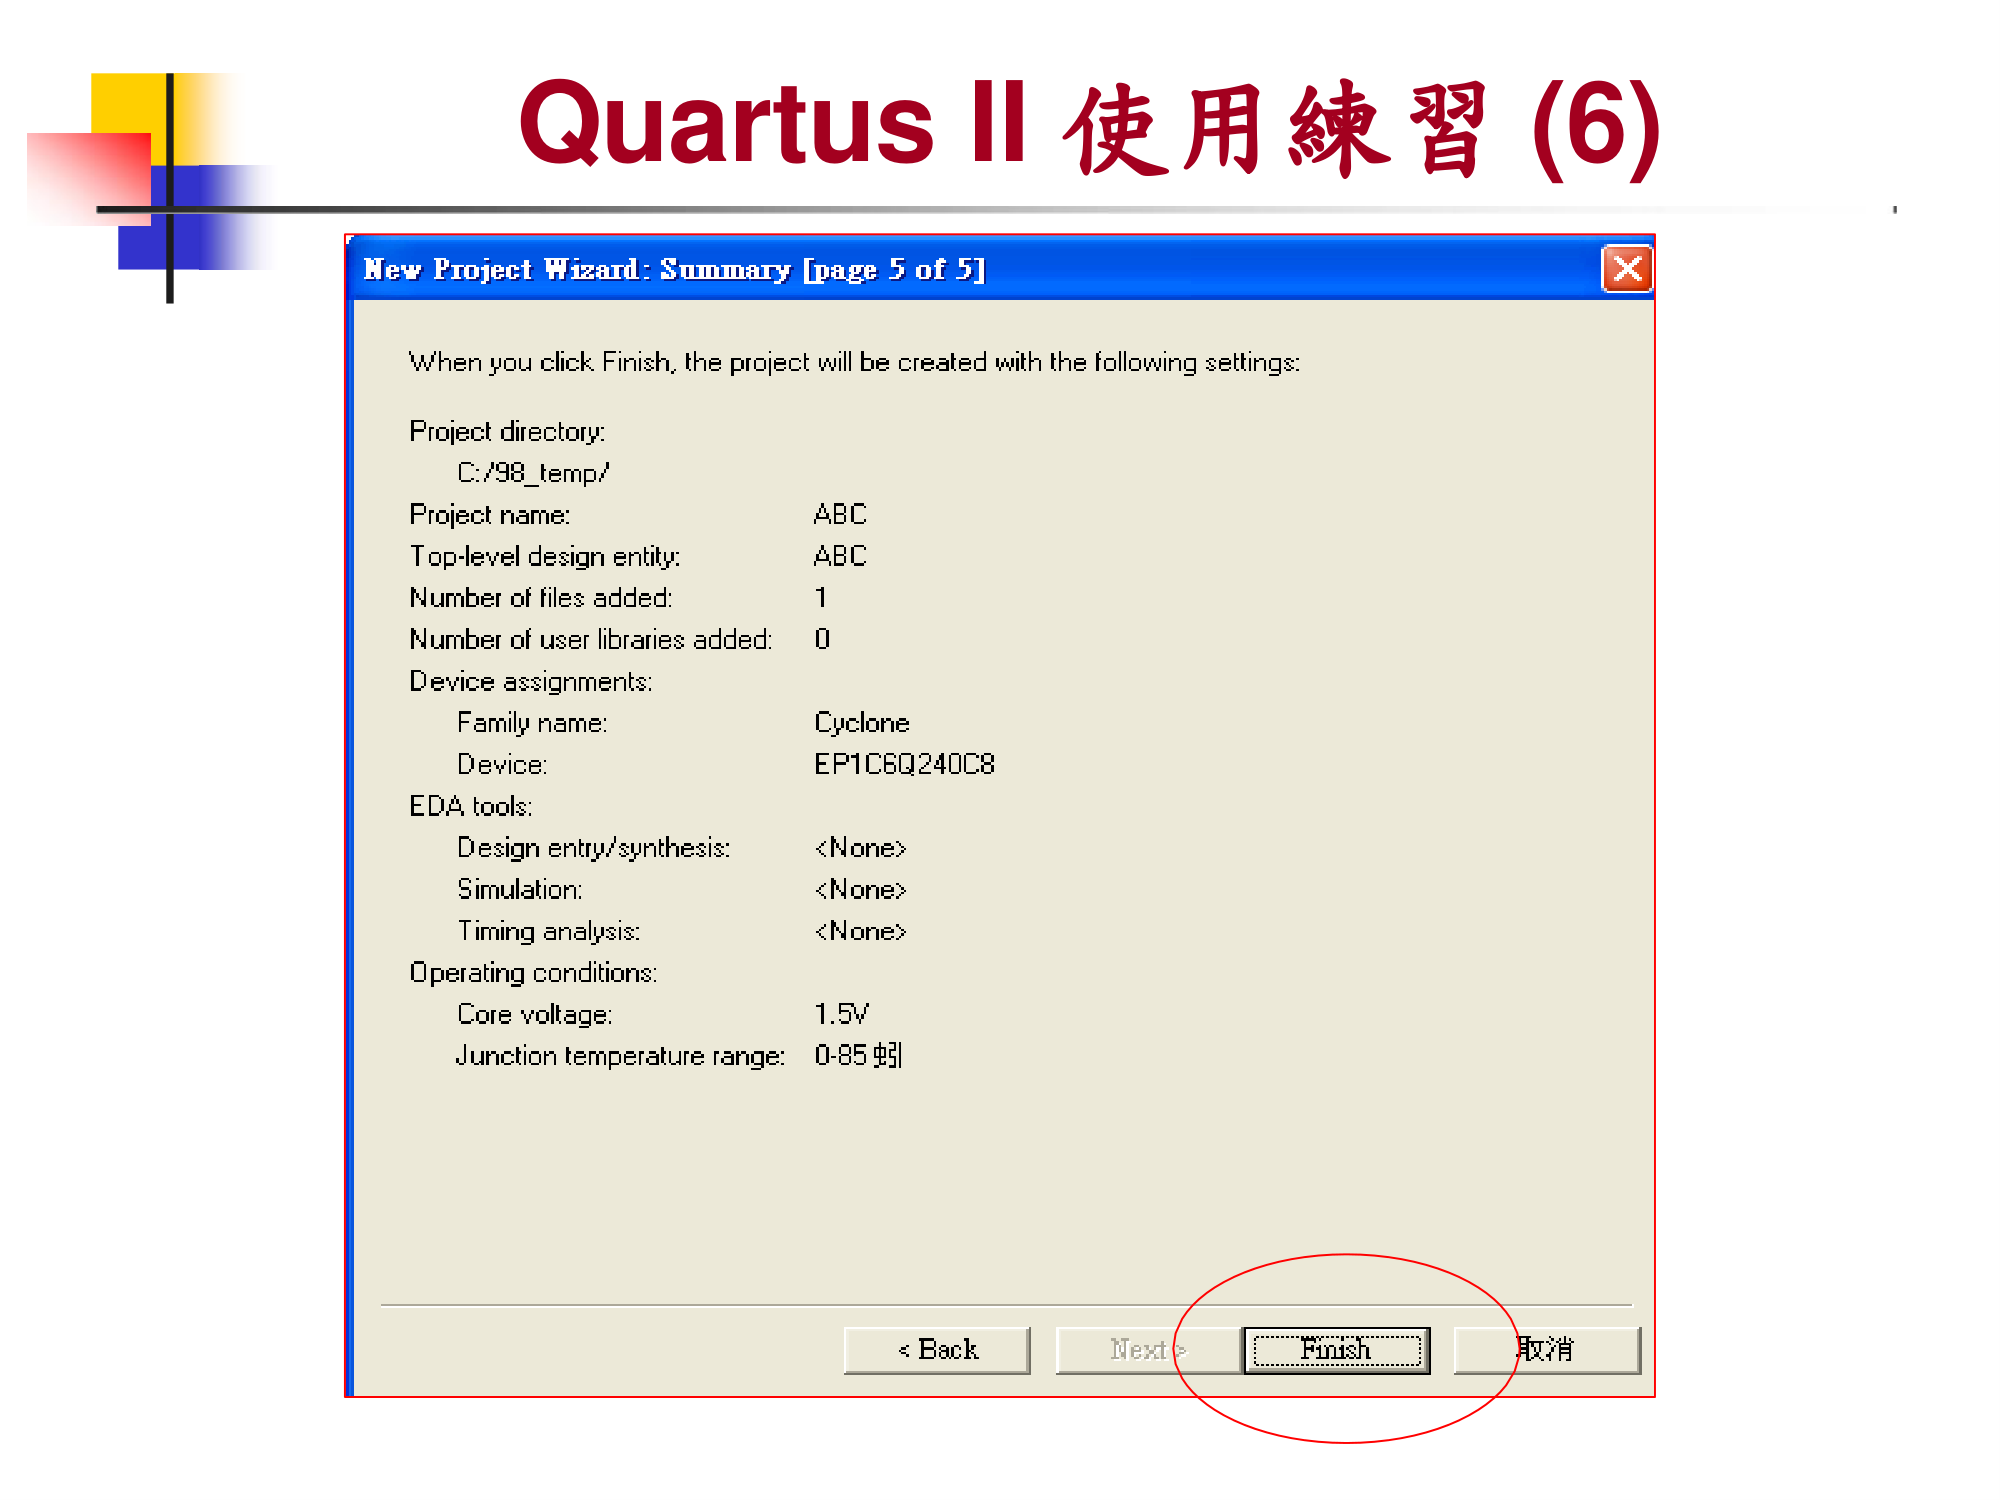 Quartus II 使用練習 (6)
New Project Wizard: Summary [page 5 of 5]
When you click Finish, the project will be created with the following settings:
Project directory:
C:/98_temp/
Project name: ABC
Top-level design entity: ABC
Number of files added: 1
Number of user libraries added: 0
Device assignments:
Family name: Cyclone
Device: EP1C6Q240C8
EDA tools:
Design entry/synthesis: <None>
Simulation: <None>
Timing analysis: <None>
Operating conditions:
Core voltage: 1.5V
Junction temperature range: 0-85 蚓
< Back Next > Finish 取消